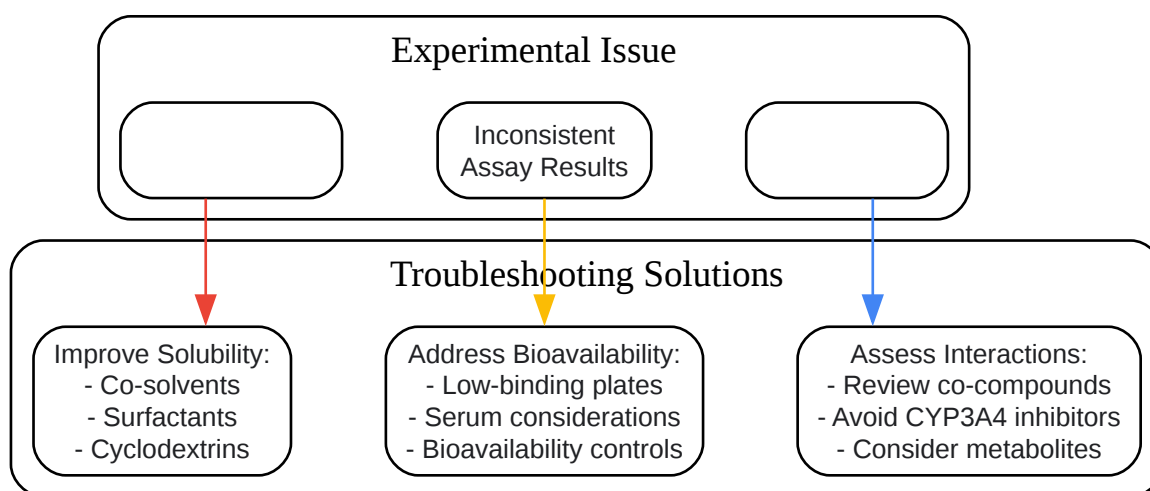 Experimental Issue
Inconsistent
Assay Results
Troubleshooting Solutions
Improve Solubility:
- Co-solvents
- Surfactants
- Cyclodextrins
Address Bioavailability:
- Low-binding plates
- Serum considerations
- Bioavailability controls
Assess Interactions:
- Review co-compounds
- Avoid CYP3A4 inhibitors
- Consider metabolites